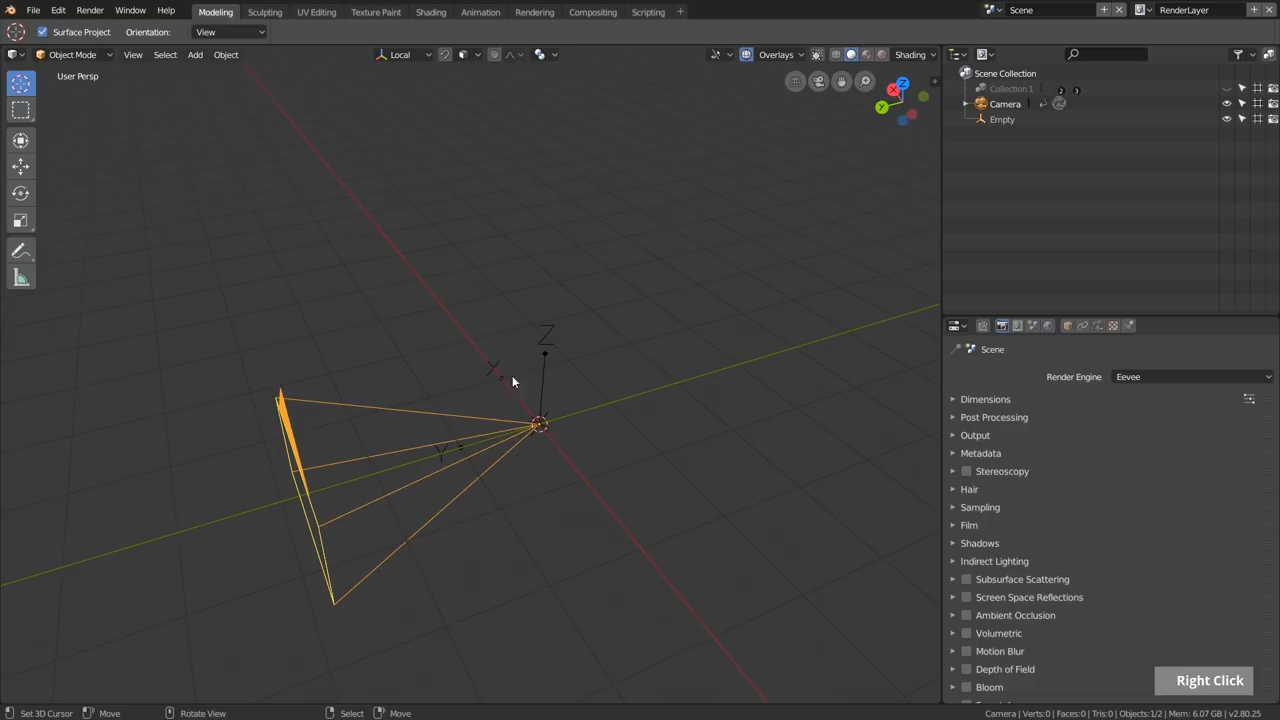 File Edit Render Window Help Modeling Sculpting UV Editing Texture Paint Shading Animation Rendering Compositing Scripting + Scene RenderLayer
Surface Project Orientation: View
Object Mode View Select Add Object Local Overlays Shading
User Persp
Scene Collection
Collection 1 2 3
Camera
Empty
X Z Y
Z
X
Y
Scene
Render Engine Eevee
Dimensions
Post Processing
Output
Metadata
Stereoscopy
Hair
Sampling
Film
Shadows
Indirect Lighting
Subsurface Scattering
Screen Space Reflections
Ambient Occlusion
Volumetric
Motion Blur
Depth of Field
Bloom
Right Click
Set 3D Cursor Move Rotate View Select Move Camera | Verts:0 | Faces:0 | Tris:0 | Objects:1/2 | Mem: 6.07 GB | v2.80.25